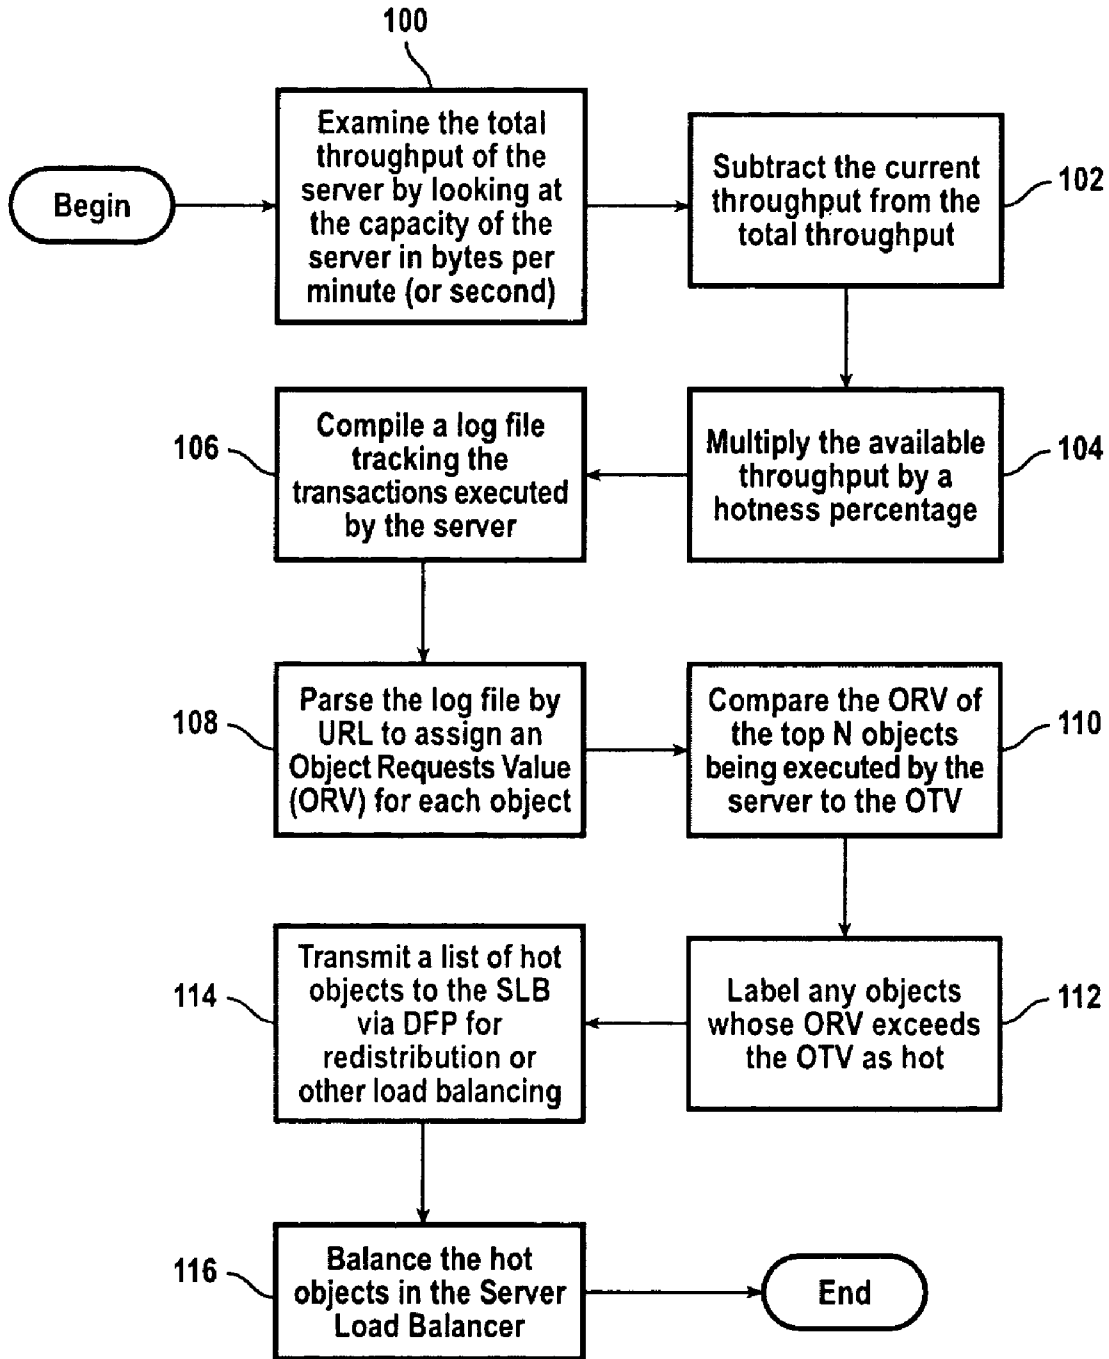 100
Begin
Examine the total
throughput of the
server by looking at
the capacity of the
server in bytes per
minute (or second)
Subtract the current
throughput from the
total throughput
102
Multiply the available
throughput by a
hotness percentage
104
106
Compile a log file
tracking the
transactions executed
by the server
108
Parse the log file by
URL to assign an
Object Requests Value
(ORV) for each object
Compare the ORV of
the top N objects
being executed by the
server to the OTV
110
Label any objects
whose ORV exceeds
the OTV as hot
112
114
Transmit a list of hot
objects to the SLB
via DFP for
redistribution or
other load balancing
116
Balance the hot
objects in the Server
Load Balancer
End